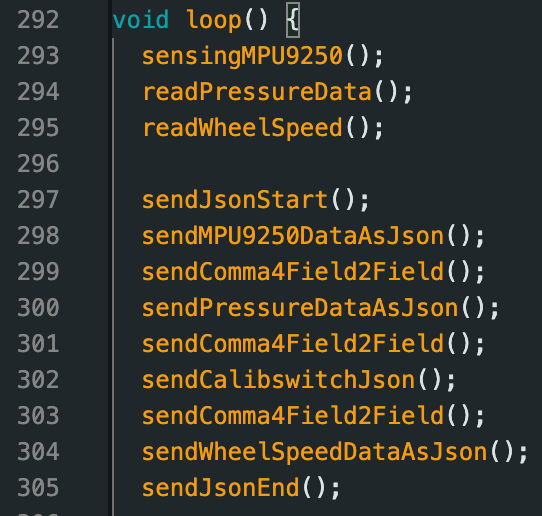 292 void loop() {
293 sensingMPU9250();
294 readPressureData();
295 readWheelSpeed();
296
297 sendJsonStart();
298 sendMPU9250DataAsJson();
299 sendComma4Field2Field();
300 sendPressureDataAsJson();
301 sendComma4Field2Field();
302 sendCalibswitchJson();
303 sendComma4Field2Field();
304 sendWheelSpeedDataAsJson();
305 sendJsonEnd();